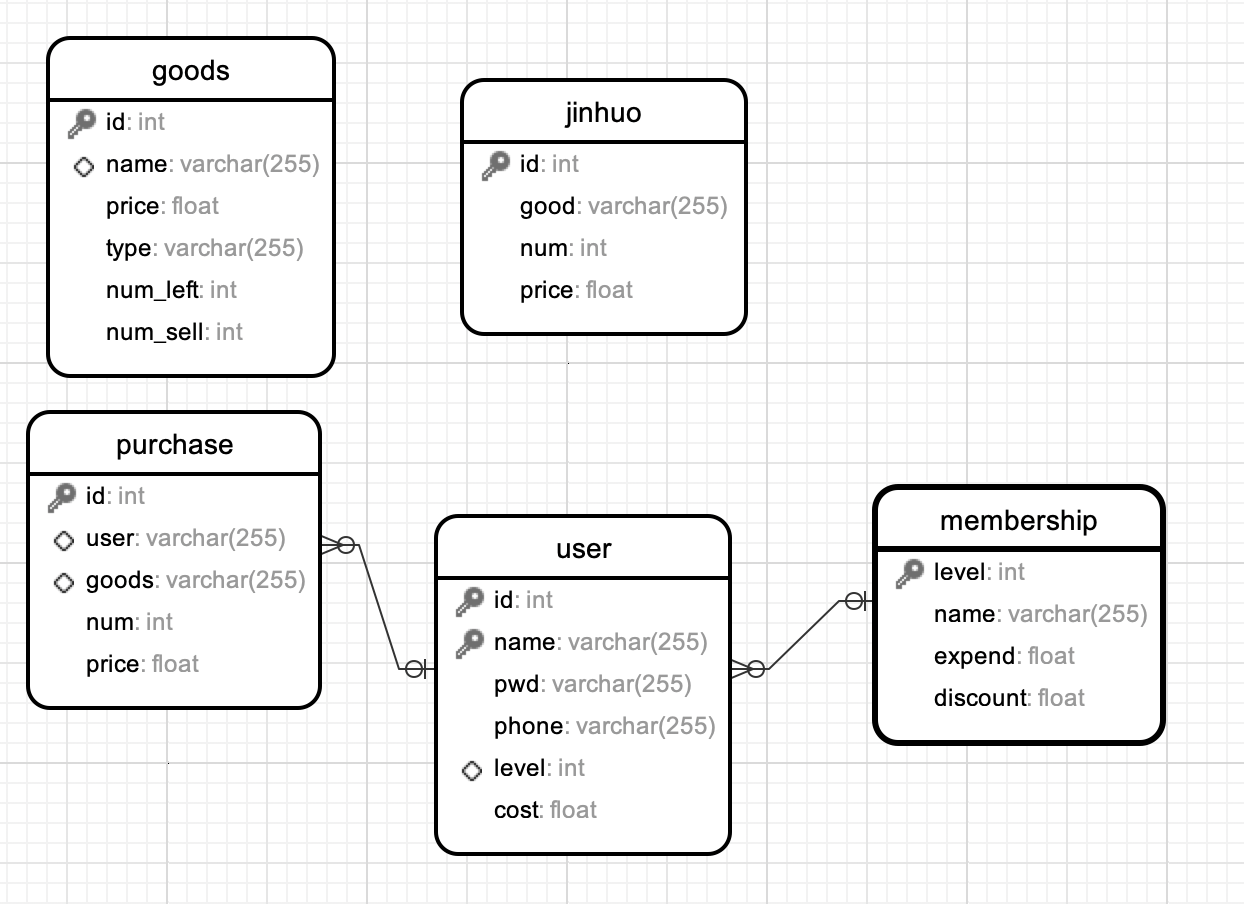 goods
id: int
name: varchar(255)
price: float
type: varchar(255)
num_left: int
num_sell: int
jinhuo
id: int
good: varchar(255)
num: int
price: float
purchase
id: int
user: varchar(255)
goods: varchar(255)
num: int
price: float
user
id: int
name: varchar(255)
pwd: varchar(255)
phone: varchar(255)
level: int
cost: float
membership
level: int
name: varchar(255)
expend: float
discount: float